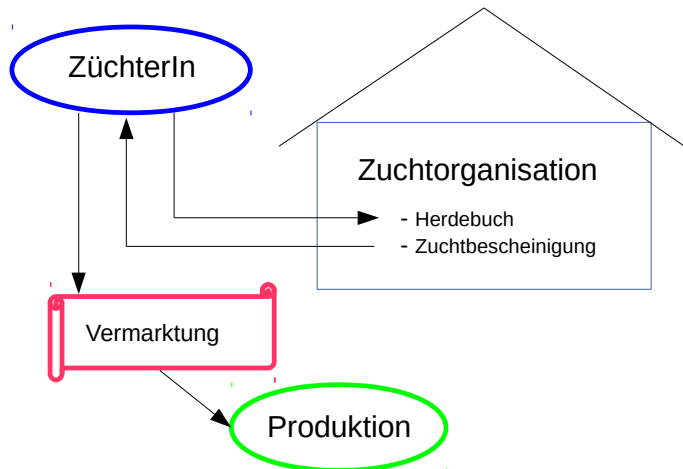 ZüchterIn
Zuchtorganisation
- Herdebuch
- Zuchtbescheinigung
Vermarktung
Produktion